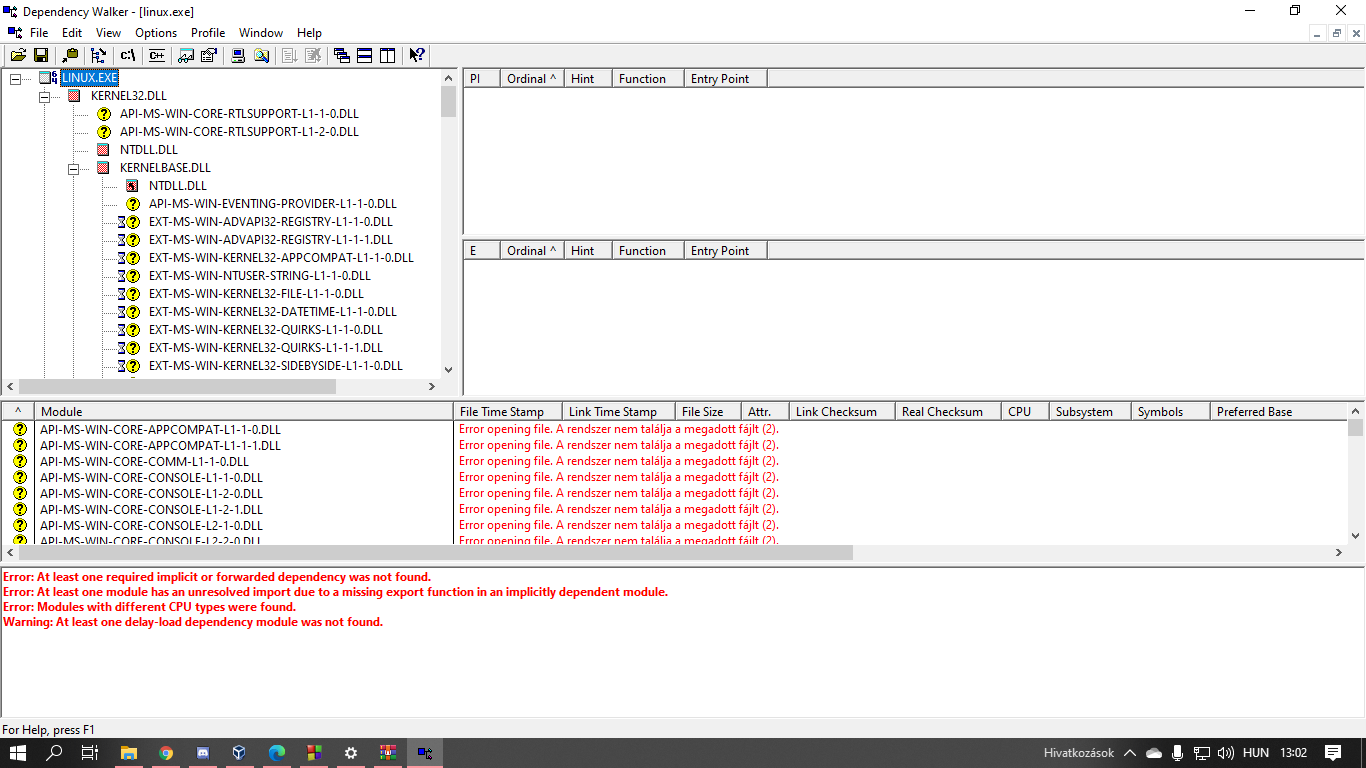 Dependency Walker - [linux.exe]
File Edit View Options Profile Window Help
c:\ C++
LINUX.EXE
KERNEL32.DLL
API-MS-WIN-CORE-RTLSUPPORT-L1-1-0.DLL
API-MS-WIN-CORE-RTLSUPPORT-L1-2-0.DLL
NTDLL.DLL
KERNELBASE.DLL
NTDLL.DLL
API-MS-WIN-EVENTING-PROVIDER-L1-1-0.DLL
EXT-MS-WIN-ADVAPI32-REGISTRY-L1-1-0.DLL
EXT-MS-WIN-ADVAPI32-REGISTRY-L1-1-1.DLL
EXT-MS-WIN-KERNEL32-APPCOMPAT-L1-1-0.DLL
EXT-MS-WIN-NTUSER-STRING-L1-1-0.DLL
EXT-MS-WIN-KERNEL32-FILE-L1-1-0.DLL
EXT-MS-WIN-KERNEL32-DATETIME-L1-1-0.DLL
EXT-MS-WIN-KERNEL32-QUIRKS-L1-1-0.DLL
EXT-MS-WIN-KERNEL32-QUIRKS-L1-1-1.DLL
EXT-MS-WIN-KERNEL32-SIDEBYSIDE-L1-1-0.DLL
PI Ordinal ^ Hint Function Entry Point
E Ordinal ^ Hint Function Entry Point
^ Module File Time Stamp Link Time Stamp File Size Attr. Link Checksum Real Checksum CPU Subsystem Symbols Preferred Base
API-MS-WIN-CORE-APPCOMPAT-L1-1-0.DLL Error opening file. A rendszer nem találja a megadott fájlt (2).
API-MS-WIN-CORE-APPCOMPAT-L1-1-1.DLL Error opening file. A rendszer nem találja a megadott fájlt (2).
API-MS-WIN-CORE-COMM-L1-1-0.DLL Error opening file. A rendszer nem találja a megadott fájlt (2).
API-MS-WIN-CORE-CONSOLE-L1-1-0.DLL Error opening file. A rendszer nem találja a megadott fájlt (2).
API-MS-WIN-CORE-CONSOLE-L1-2-0.DLL Error opening file. A rendszer nem találja a megadott fájlt (2).
API-MS-WIN-CORE-CONSOLE-L1-2-1.DLL Error opening file. A rendszer nem találja a megadott fájlt (2).
API-MS-WIN-CORE-CONSOLE-L2-1-0.DLL Error opening file. A rendszer nem találja a megadott fájlt (2).
API-MS-WIN-CORE-CONSOLE-L2-2-0.DLL Error opening file. A rendszer nem találja a megadott fájlt (2).
Error: At least one required implicit or forwarded dependency was not found.
Error: At least one module has an unresolved import due to a missing export function in an implicitly dependent module.
Error: Modules with different CPU types were found.
Warning: At least one delay-load dependency module was not found.
For Help, press F1
Hivatkozások HUN 13:02